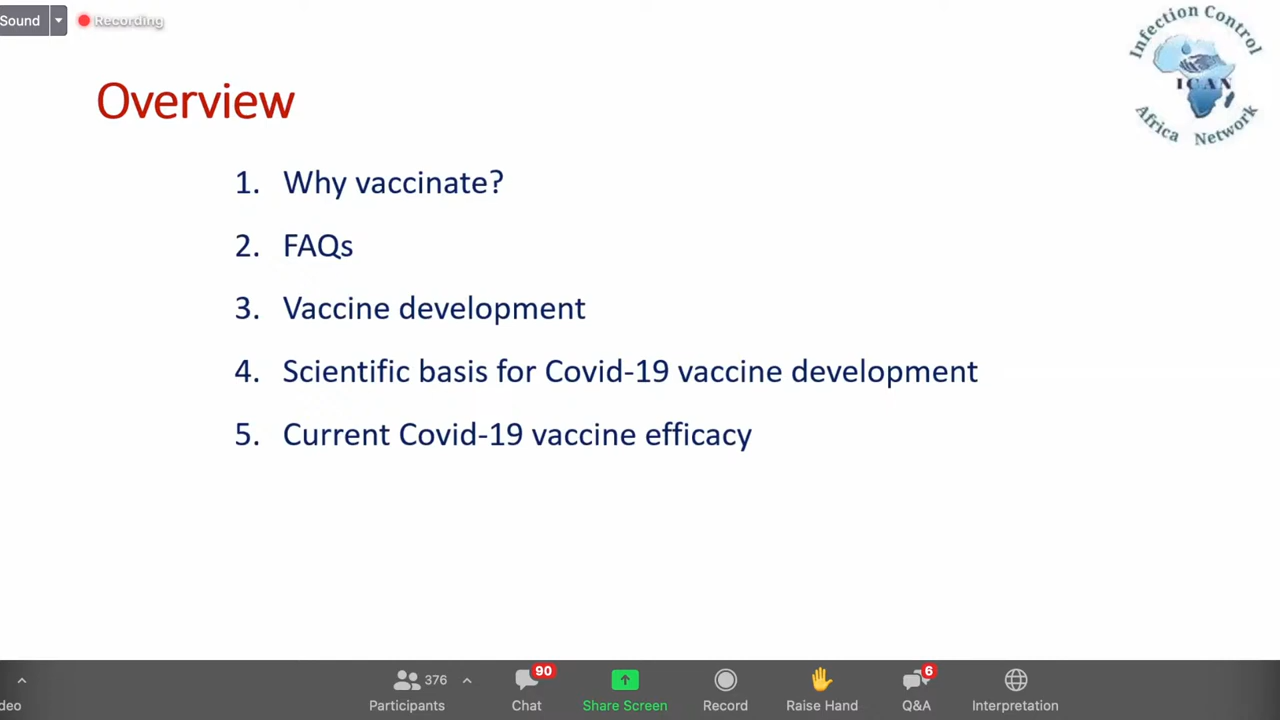 Sound
Recording
Infection Control
ICAN
Africa Network
Overview
1. Why vaccinate?
2. FAQs
3. Vaccine development
4. Scientific basis for Covid-19 vaccine development
5. Current Covid-19 vaccine efficacy
376
90
6
deo
Participants
Chat
Share Screen
Record
Raise Hand
Q&A
Interpretation